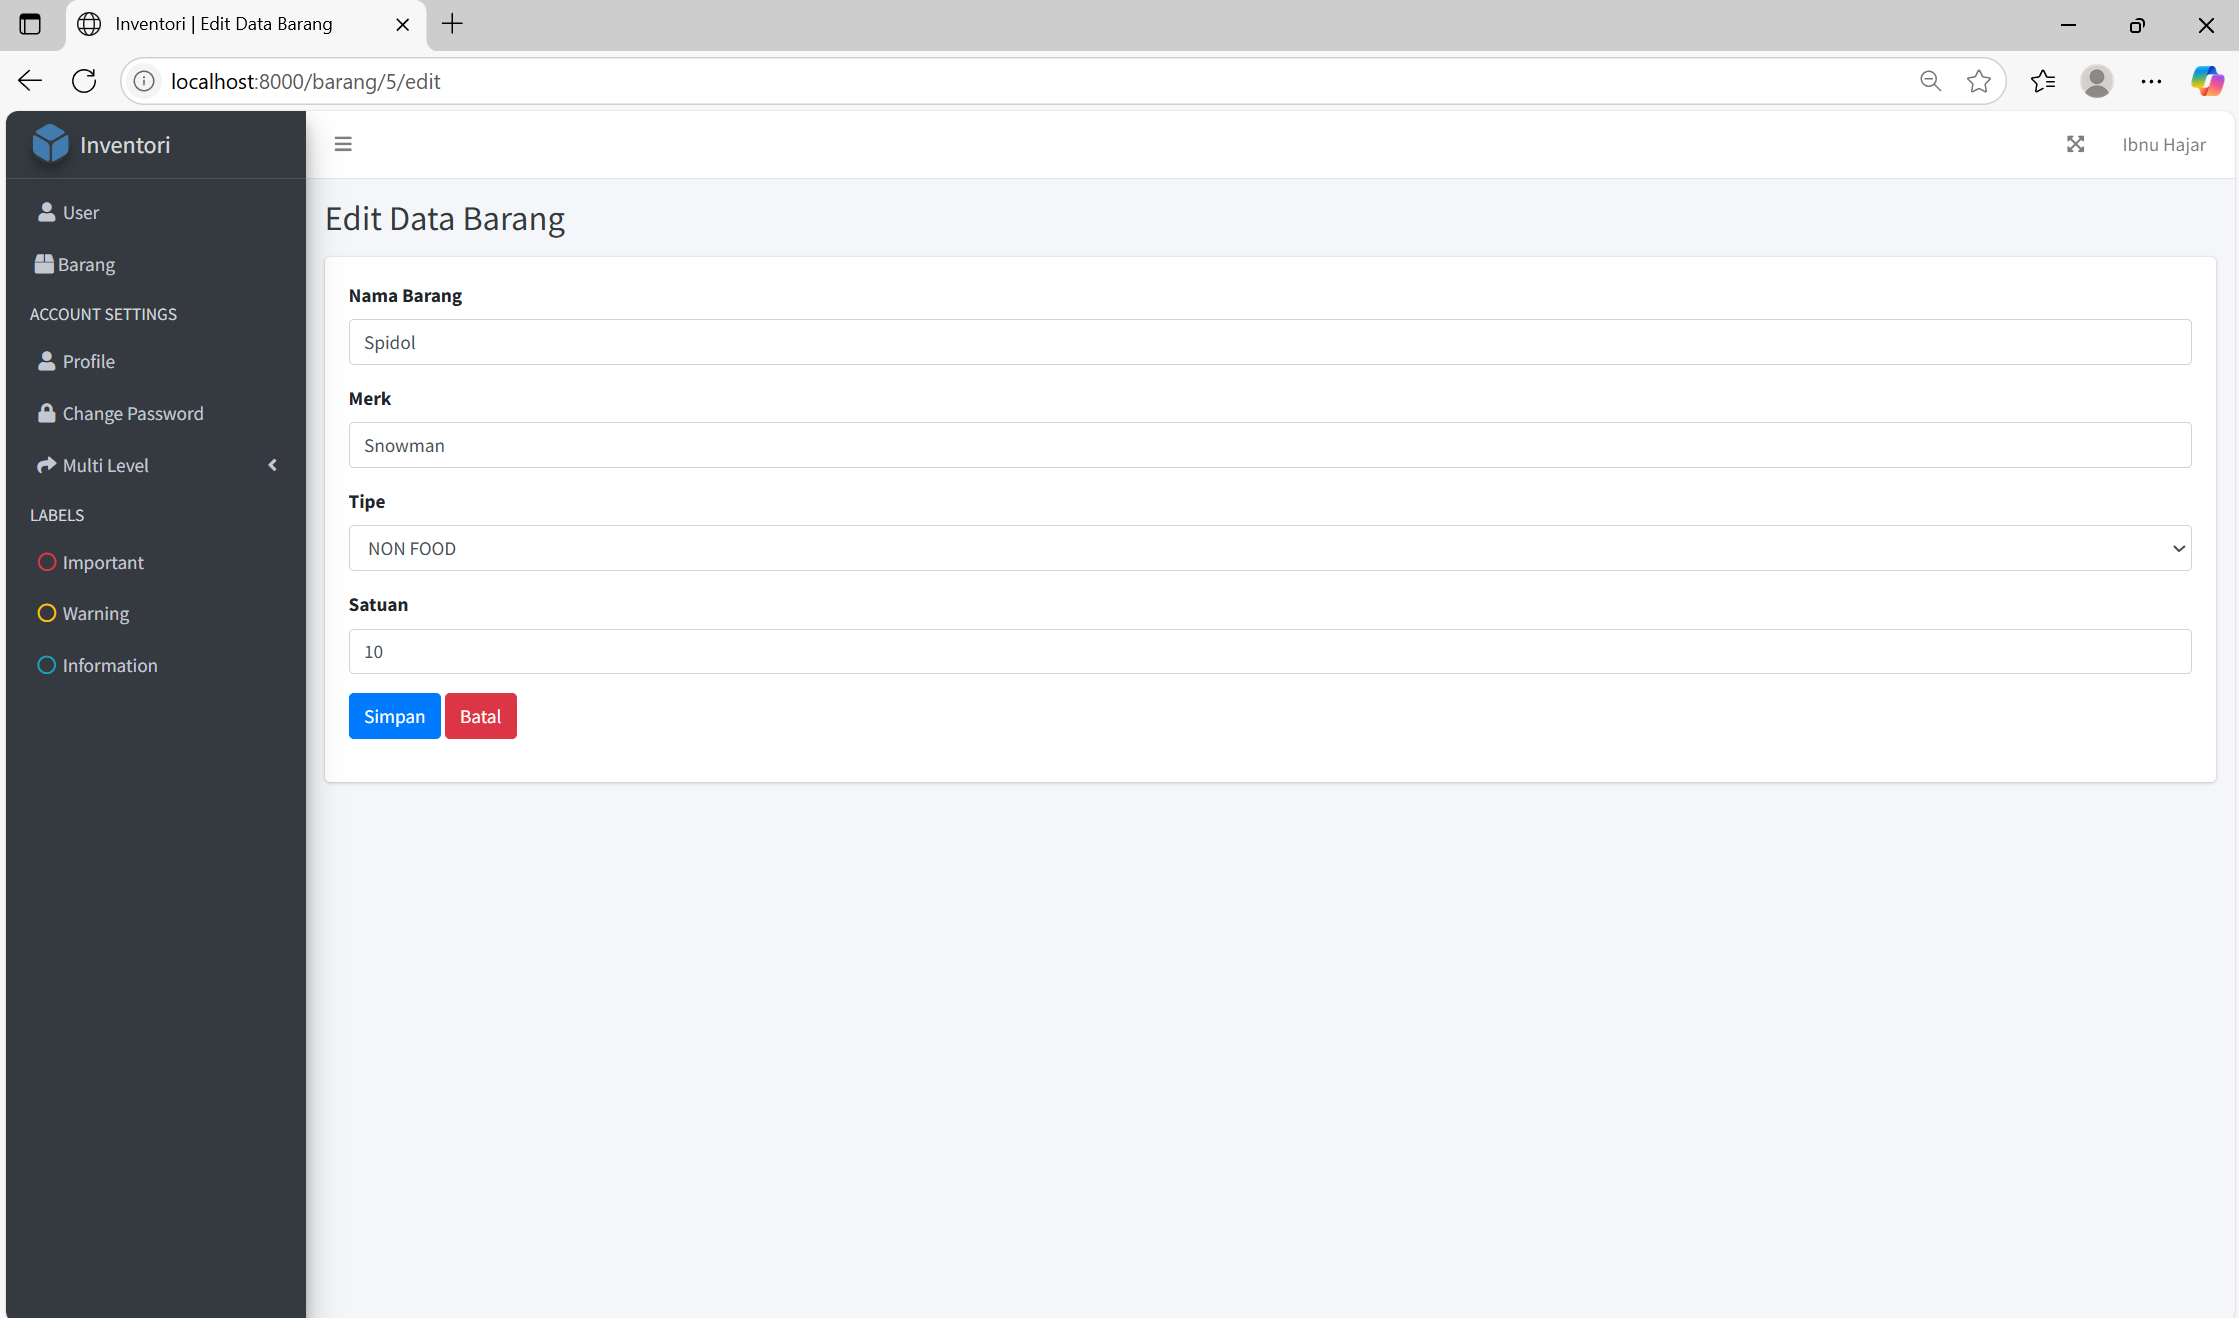 Inventori | Edit Data Barang
localhost:8000/barang/5/edit
Inventori
Ibnu Hajar
User
Barang
ACCOUNT SETTINGS
Profile
Change Password
Multi Level
LABELS
Important
Warning
Information
Edit Data Barang
Nama Barang
Spidol
Merk
Snowman
Tipe
NON FOOD
Satuan
10
Simpan Batal